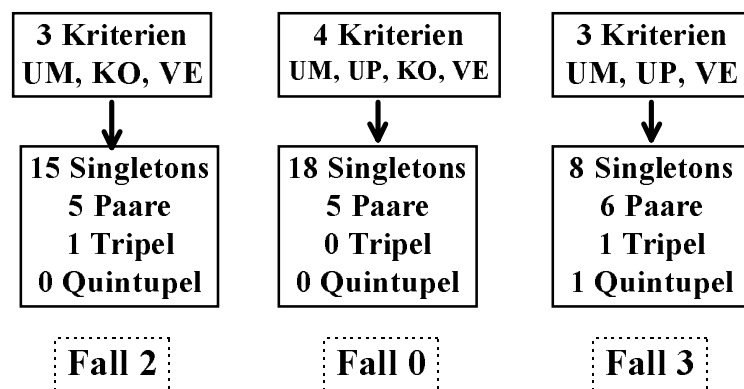 3 Kriterien
UM, KO, VE
15 Singletons
5 Paare
1 Tripel
0 Quintupel
Fall 2
4 Kriterien
UM, UP, KO, VE
18 Singletons
5 Paare
0 Tripel
0 Quintupel
Fall 0
3 Kriterien
UM, UP, VE
8 Singletons
6 Paare
1 Tripel
1 Quintupel
Fall 3